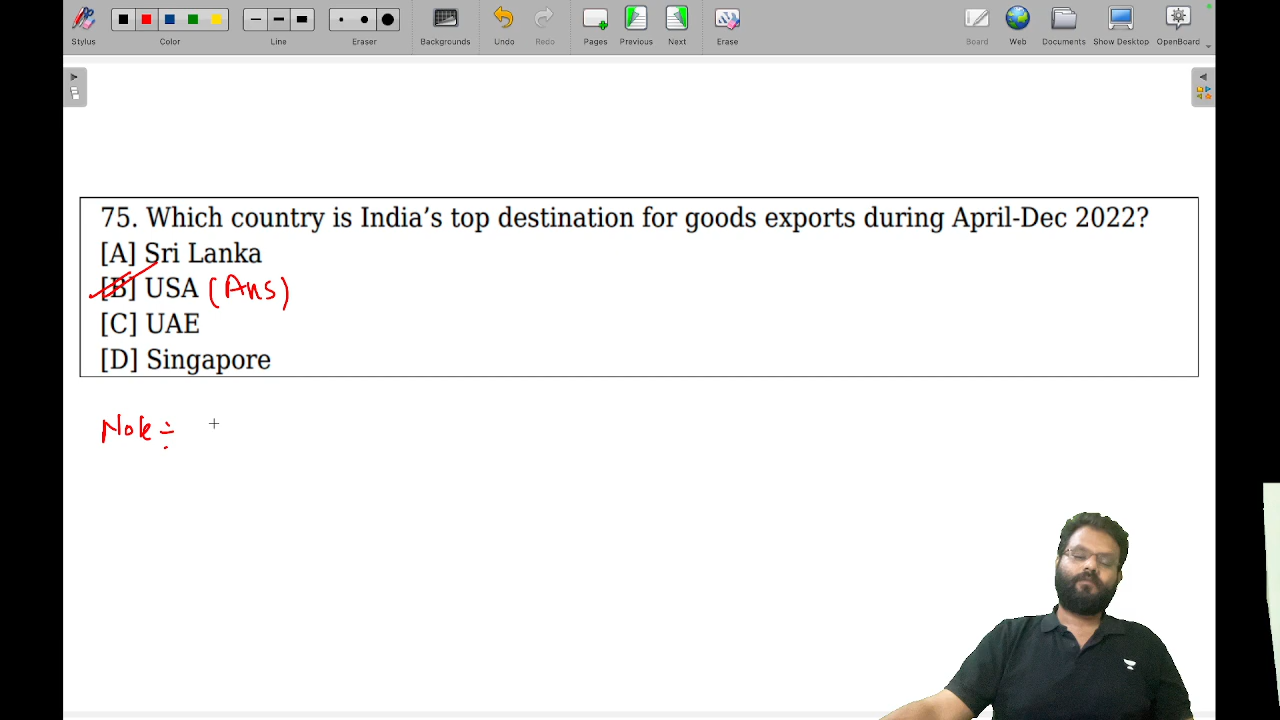 Stylus
Color
Line
Eraser
Backgrounds
Undo
Redo
Pages
Previous
Next
Erase
Board
Web
Documents
Show Desktop
OpenBoard
75. Which country is India’s top destination for goods exports during April-Dec 2022?
[A] Sri Lanka
[B] USA (Ans)
[C] UAE
[D] Singapore
Note :-